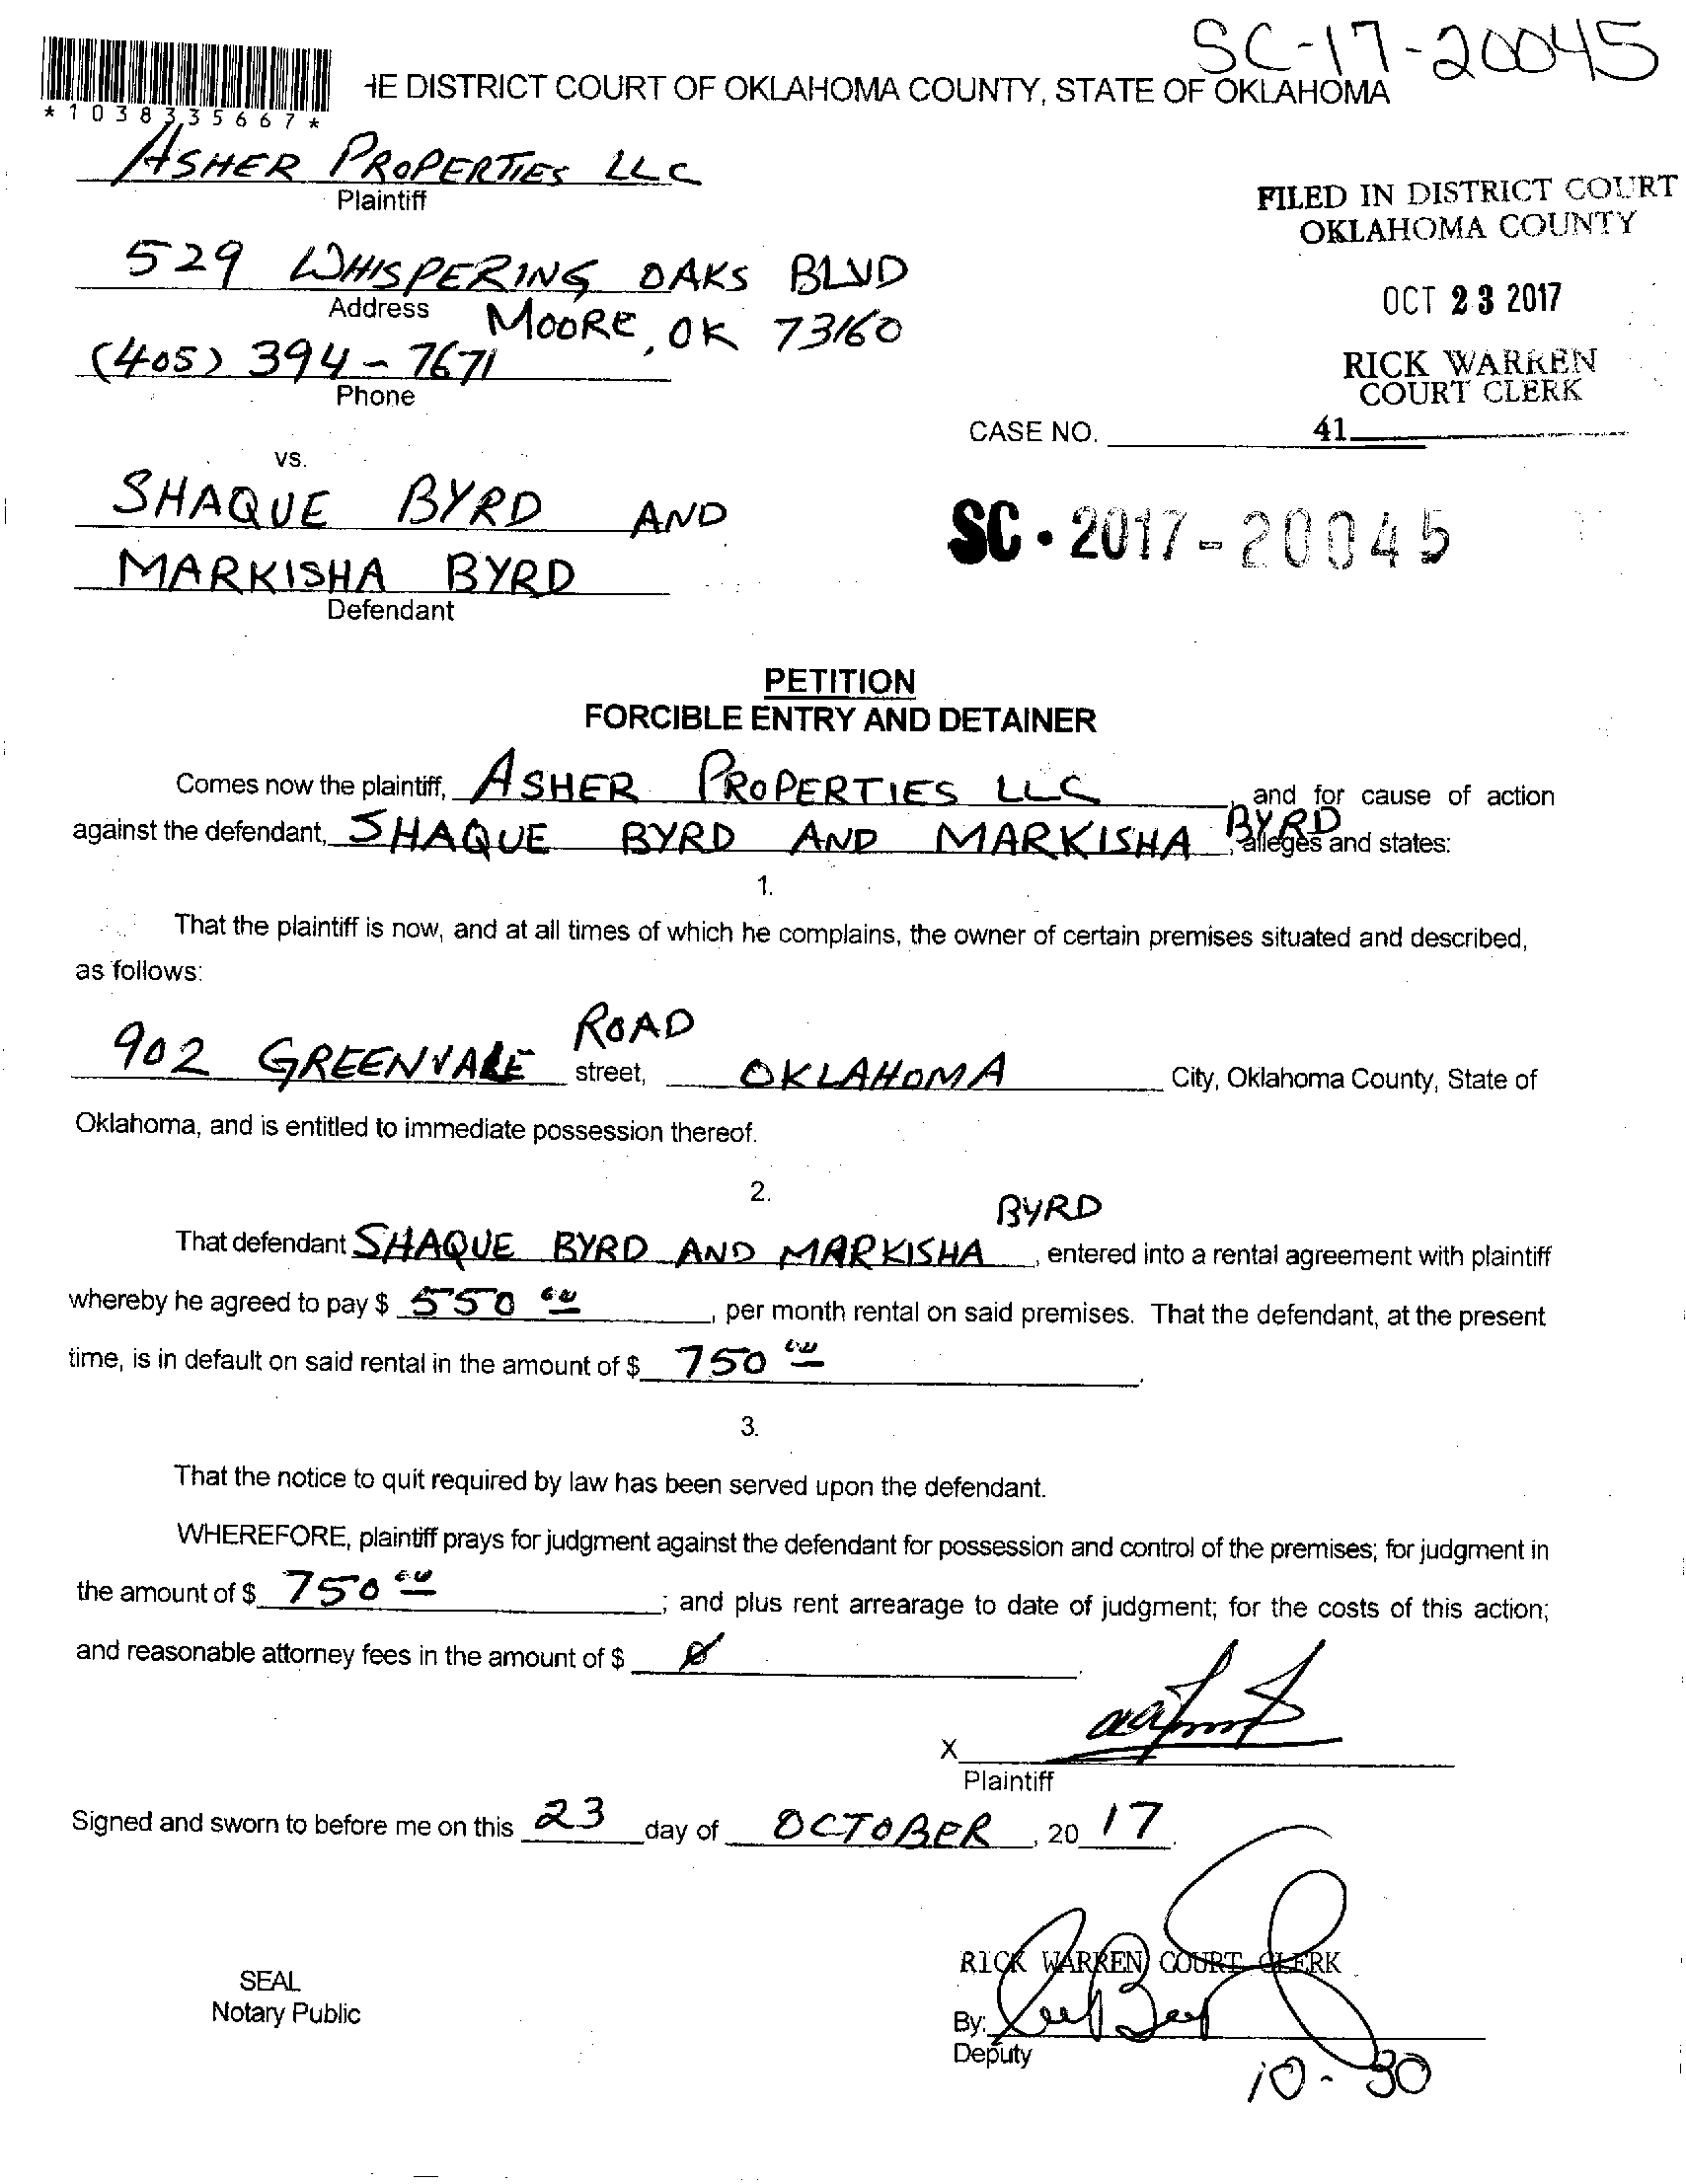 SC-17-20045
HE DISTRICT COURT OF OKLAHOMA COUNTY, STATE OF OKLAHOMA
*1038335667*
ASHER PROPERTIES LLC
Plaintiff
FILED IN DISTRICT COURT
OKLAHOMA COUNTY
529 WHISPERING OAKS BLVD
Address
MOORE, OK 73160
OCT 23 2017
(405) 394-7671
Phone
RICK WARREN
COURT CLERK
CASE NO.
41
vs.
SHAQUE BYRD AND
MARKISHA BYRD
Defendant
SC·2017-20045
PETITION
FORCIBLE ENTRY AND DETAINER
Comes now the plaintiff, ASHER PROPERTIES LLC, and for cause of action
against the defendant, SHAQUE BYRD AND MARKISHA BYRD, alleges and states:
1.
That the plaintiff is now, and at all times of which he complains, the owner of certain premises situated and described,
as follows:
902 GREENVALE ROAD street, OKLAHOMA City, Oklahoma County, State of
Oklahoma, and is entitled to immediate possession thereof.
2.
That defendant SHAQUE BYRD AND MARKISHA BYRD, entered into a rental agreement with plaintiff
whereby he agreed to pay $ 550 00, per month rental on said premises. That the defendant, at the present
time, is in default on said rental in the amount of $ 750 00.
3.
That the notice to quit required by law has been served upon the defendant.
WHEREFORE, plaintiff prays for judgment against the defendant for possession and control of the premises; for judgment in
the amount of $ 750 00; and plus rent arrearage to date of judgment; for the costs of this action;
and reasonable attorney fees in the amount of $ Ø.
X
Plaintiff
Signed and sworn to before me on this 23 day of OCTOBER, 20 17.
RICK WARREN COURT CLERK
SEAL
Notary Public
By:
Deputy
10-30